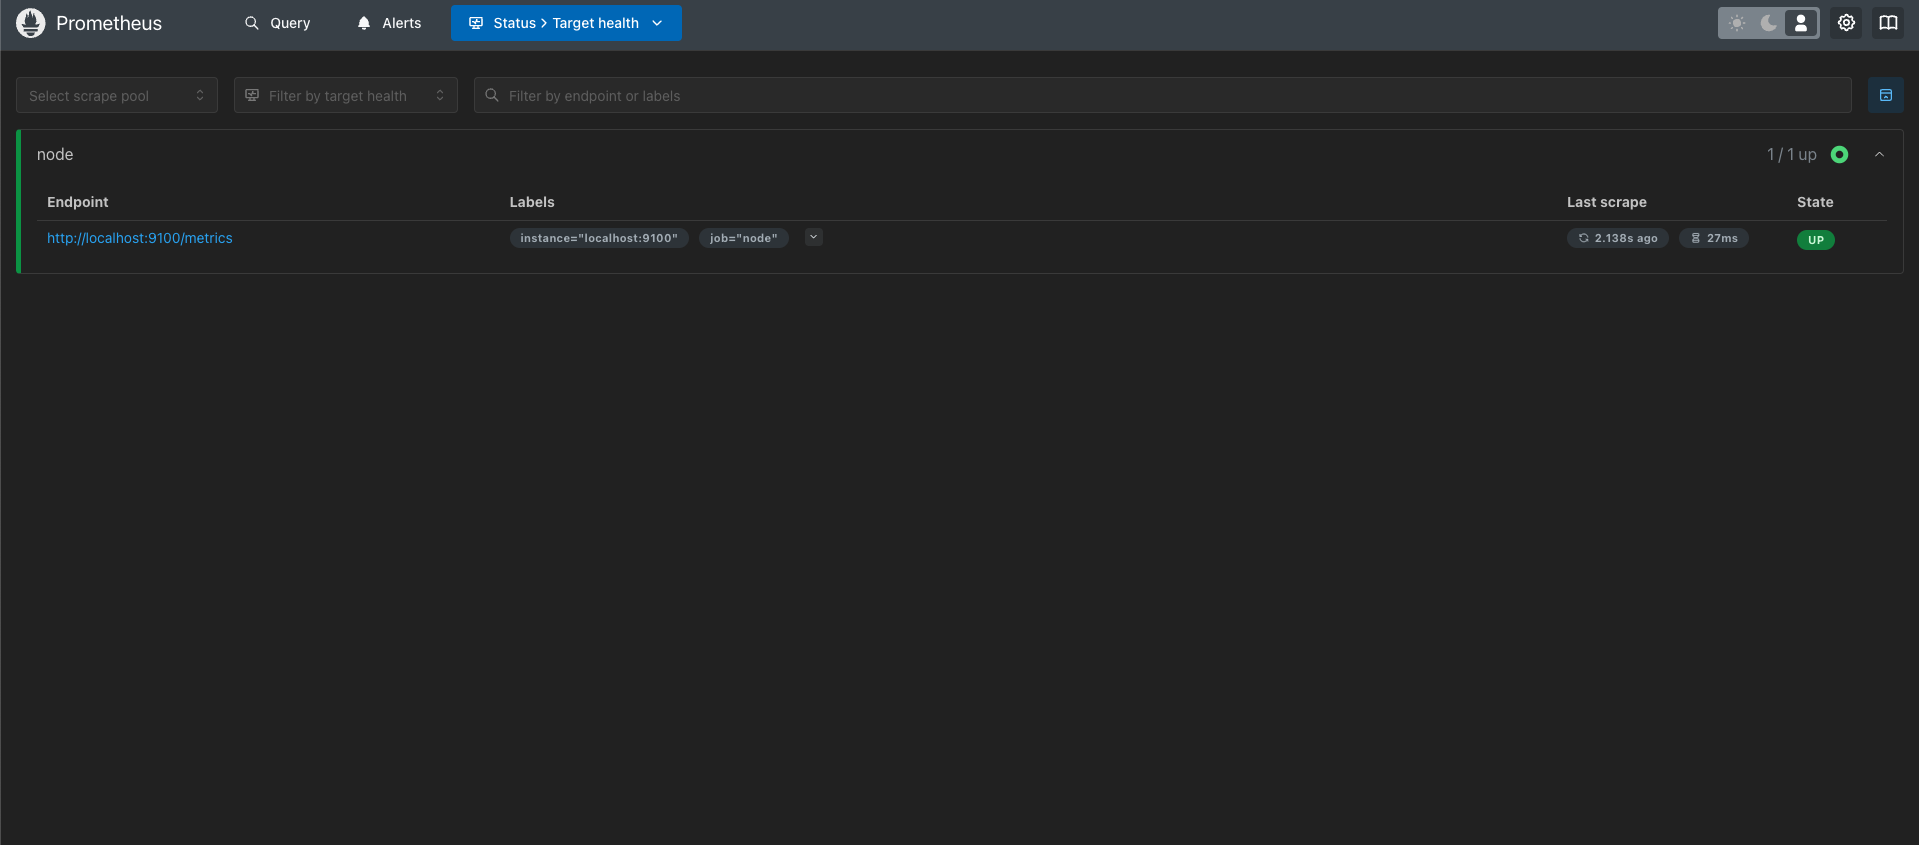 Prometheus Query Alerts Status > Target health
Select scrape pool Filter by target health Filter by endpoint or labels
node 1 / 1 up
Endpoint Labels Last scrape State
http://localhost:9100/metrics instance="localhost:9100" job="node" 2.138s ago 27ms UP